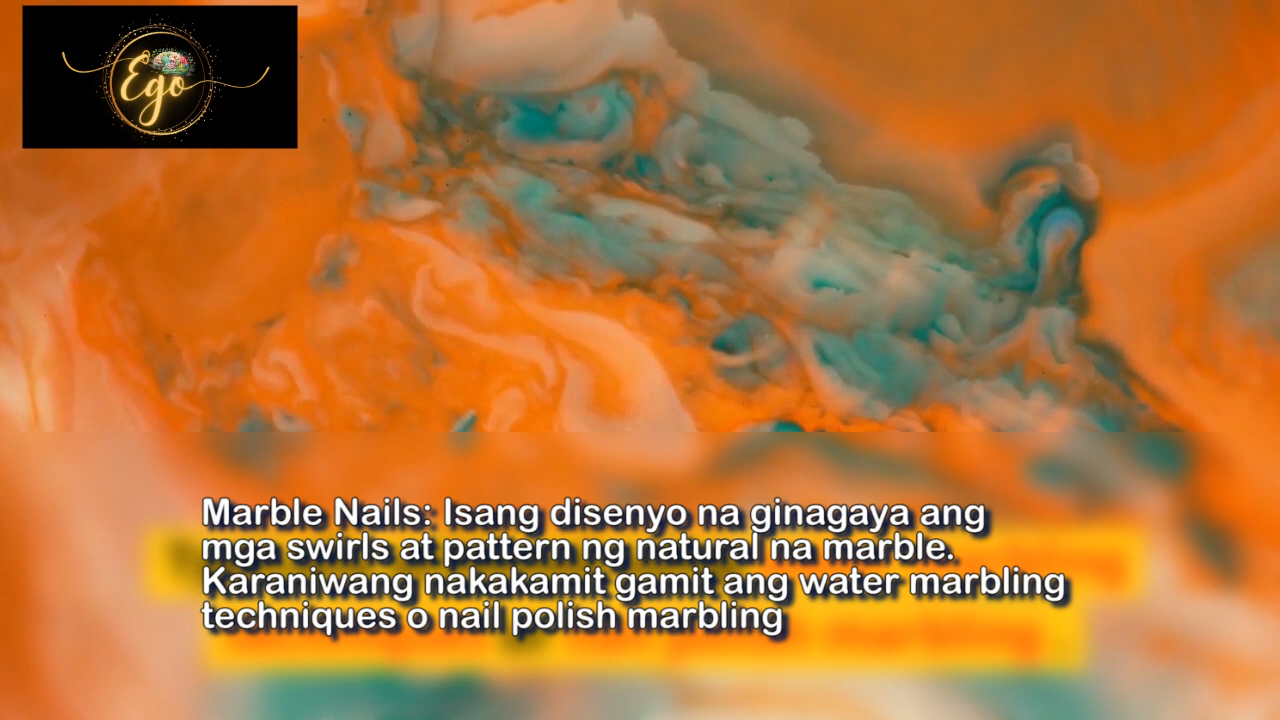 Ego
Marble Nails: Isang disenyo na ginagaya ang
mga swirls at pattern ng natural na marble.
Karaniwang nakakamit gamit ang water marbling
techniques o nail polish marbling